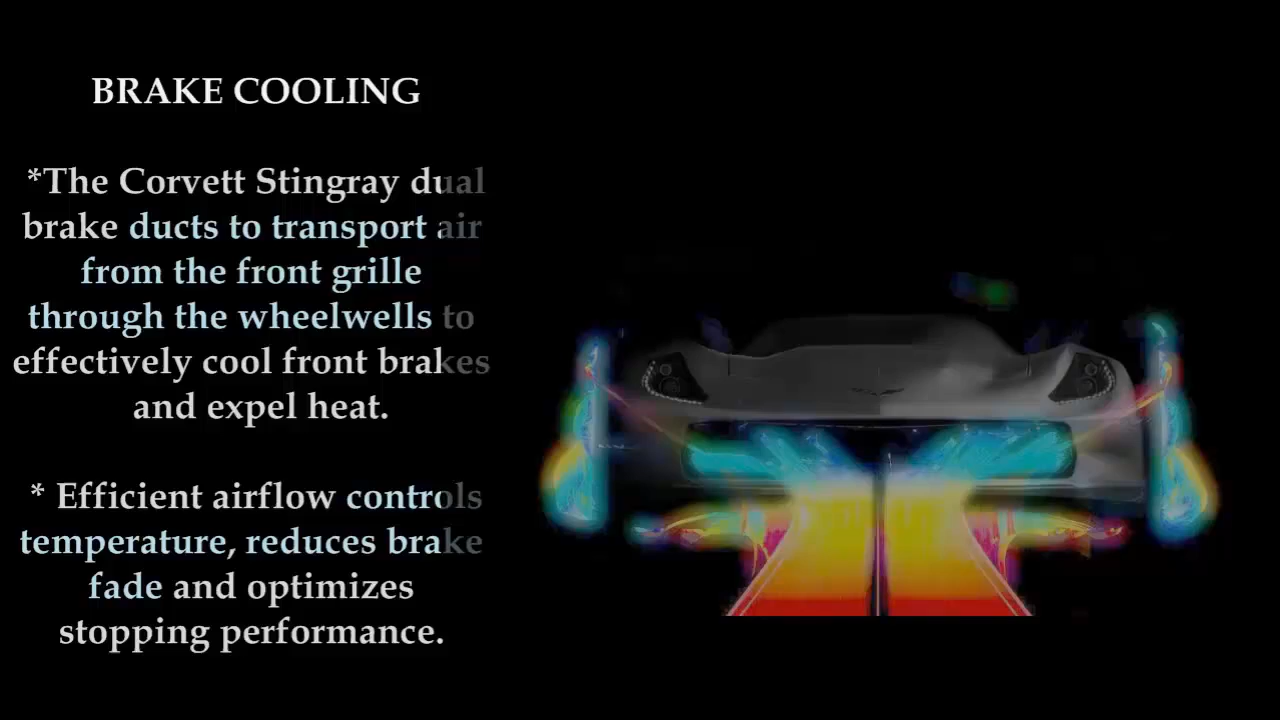 BRAKE COOLING
*The Corvett Stingray dual
brake ducts to transport air
from the front grille
through the wheelwells to
effectively cool front brakes
and expel heat.
* Efficient airflow controls
temperature, reduces brake
fade and optimizes
stopping performance.